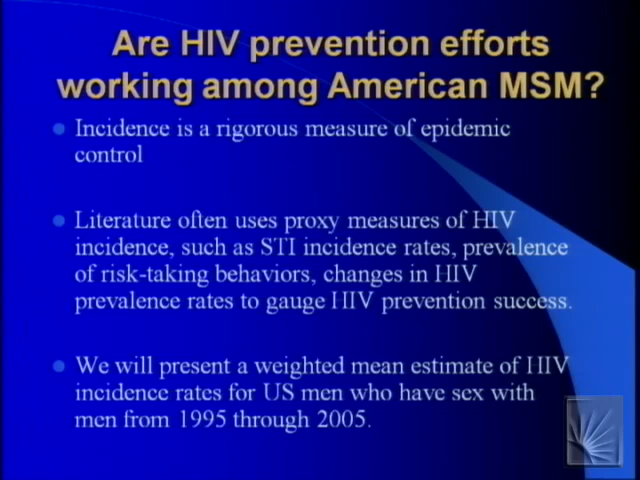 Are HIV prevention efforts
working among American MSM?
Incidence is a rigorous measure of epidemic
control
Literature often uses proxy measures of HIV
incidence, such as STI incidence rates, prevalence
of risk-taking behaviors, changes in HIV
prevalence rates to gauge HIV prevention success.
We will present a weighted mean estimate of HIV
incidence rates for US men who have sex with
men from 1995 through 2005.